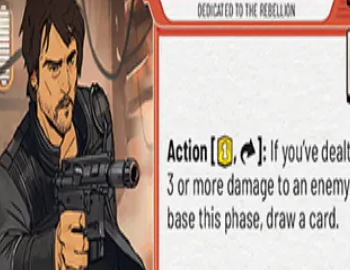 DEDICATED TO THE REBELLION
Action [1, ]: If you've dealt
3 or more damage to an enemy
base this phase, draw a card.